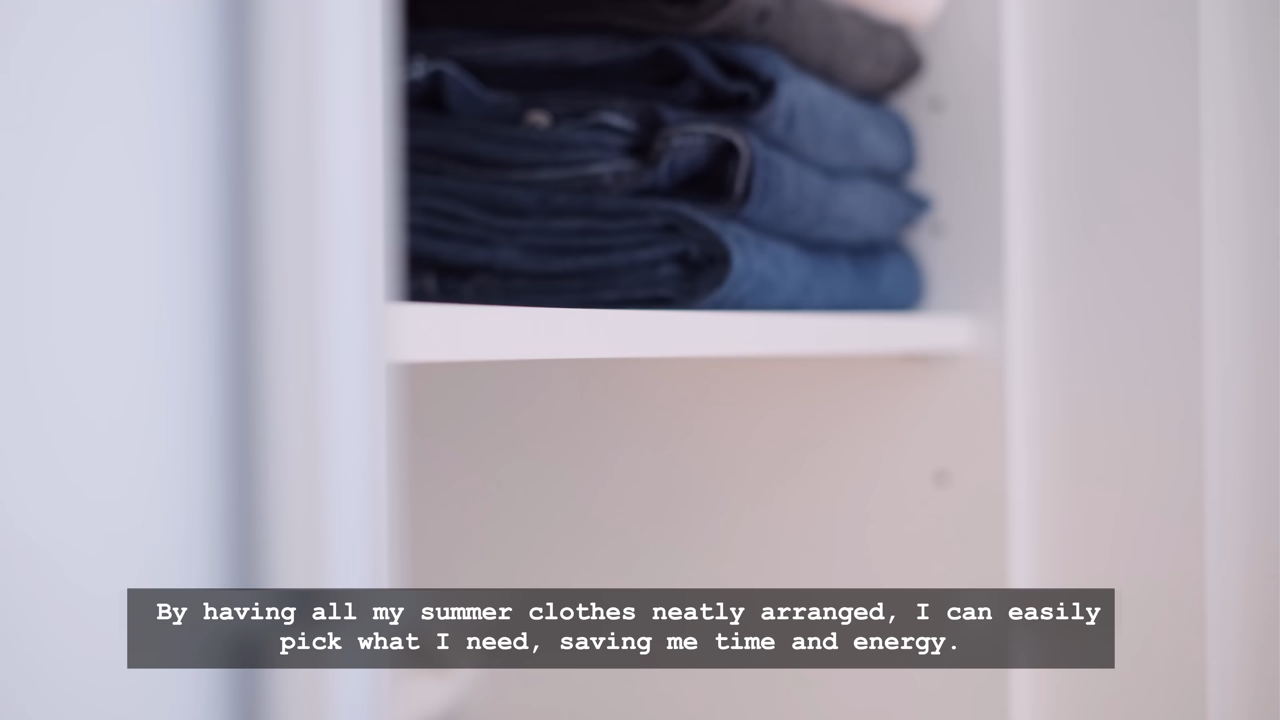 By having all my summer clothes neatly arranged, I can easily
pick what I need, saving me time and energy.